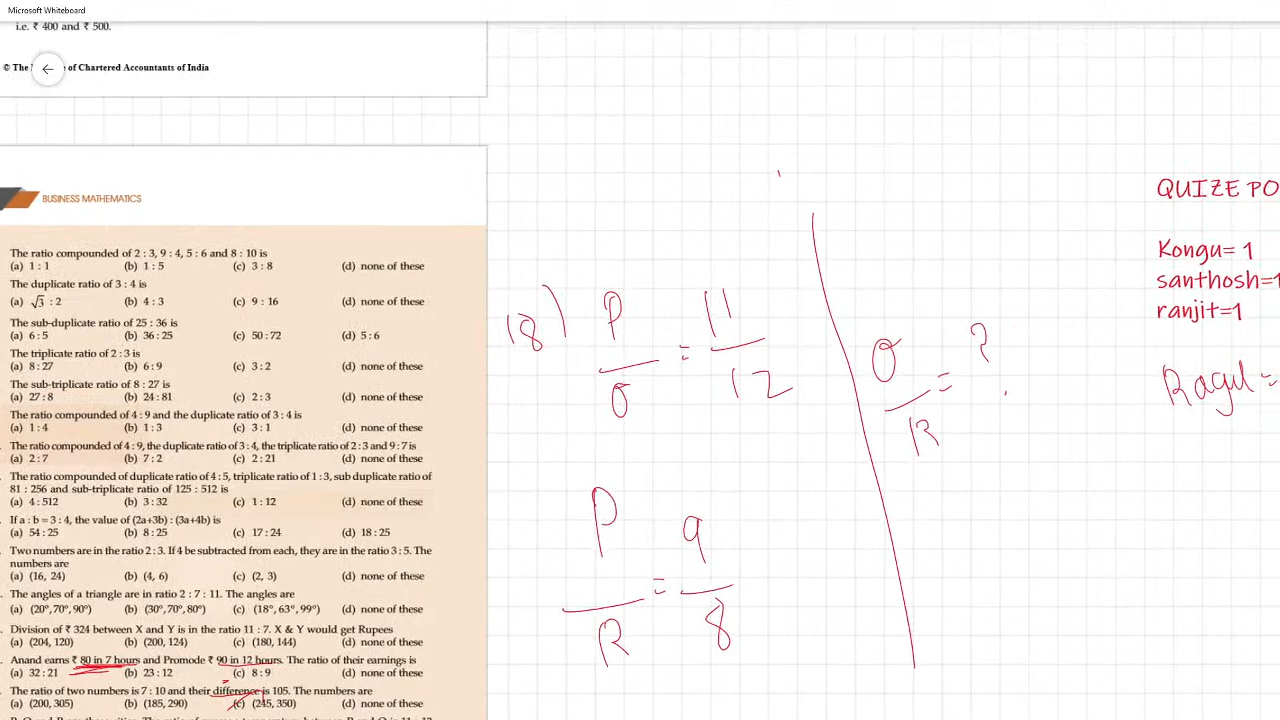 Microsoft Whiteboard
i.e. ₹ 400 and ₹ 500.
© The of Chartered Accountants of India
BUSINESS MATHEMATICS
The ratio compounded of 2 : 3, 9 : 4, 5 : 6 and 8 : 10 is
(a) 1 : 1 (b) 1 : 5 (c) 3 : 8 (d) none of these
The duplicate ratio of 3 : 4 is
(a) √3 : 2 (b) 4 : 3 (c) 9 : 16 (d) none of these
The sub-duplicate ratio of 25 : 36 is
(a) 6 : 5 (b) 36 : 25 (c) 50 : 72 (d) 5 : 6
The triplicate ratio of 2 : 3 is
(a) 8 : 27 (b) 6 : 9 (c) 3 : 2 (d) none of these
The sub-triplicate ratio of 8 : 27 is
(a) 27 : 8 (b) 24 : 81 (c) 2 : 3 (d) none of these
The ratio compounded of 4 : 9 and the duplicate ratio of 3 : 4 is
(a) 1 : 4 (b) 1 : 3 (c) 3 : 1 (d) none of these
The ratio compounded of 4 : 9, the duplicate ratio of 3 : 4, the triplicate ratio of 2 : 3 and 9 : 7 is
(a) 2 : 7 (b) 7 : 2 (c) 2 : 21 (d) none of these
The ratio compounded of duplicate ratio of 4 : 5, triplicate ratio of 1 : 3, sub duplicate ratio of
81 : 256 and sub-triplicate ratio of 125 : 512 is
(a) 4 : 512 (b) 3 : 32 (c) 1 : 12 (d) none of these
If a : b = 3 : 4, the value of (2a+3b) : (3a+4b) is
(a) 54 : 25 (b) 8 : 25 (c) 17 : 24 (d) 18 : 25
Two numbers are in the ratio 2 : 3. If 4 be subtracted from each, they are in the ratio 3 : 5. The
numbers are
(a) (16, 24) (b) (4, 6) (c) (2, 3) (d) none of these
The angles of a triangle are in ratio 2 : 7 : 11. The angles are
(a) (20°, 70°, 90°) (b) (30°, 70°, 80°) (c) (18°, 63°, 99°) (d) none of these
Division of ₹ 324 between X and Y is in the ratio 11 : 7. X & Y would get Rupees
(a) (204, 120) (b) (200, 124) (c) (180, 144) (d) none of these
Anand earns ₹ 80 in 7 hours and Promode ₹ 90 in 12 hours. The ratio of their earnings is
(a) 32 : 21 (b) 23 : 12 (c) 8 : 9 (d) none of these
The ratio of two numbers is 7 : 10 and their difference is 105. The numbers are
(a) (200, 305) (b) (185, 290) (c) (245, 350) (d) none of these
18) P = 11
Q 12
P = 9
R 8
Q = ?
R
QUIZE PO
Kongu= 1
santhosh=1
ranjit=1
Ragul=